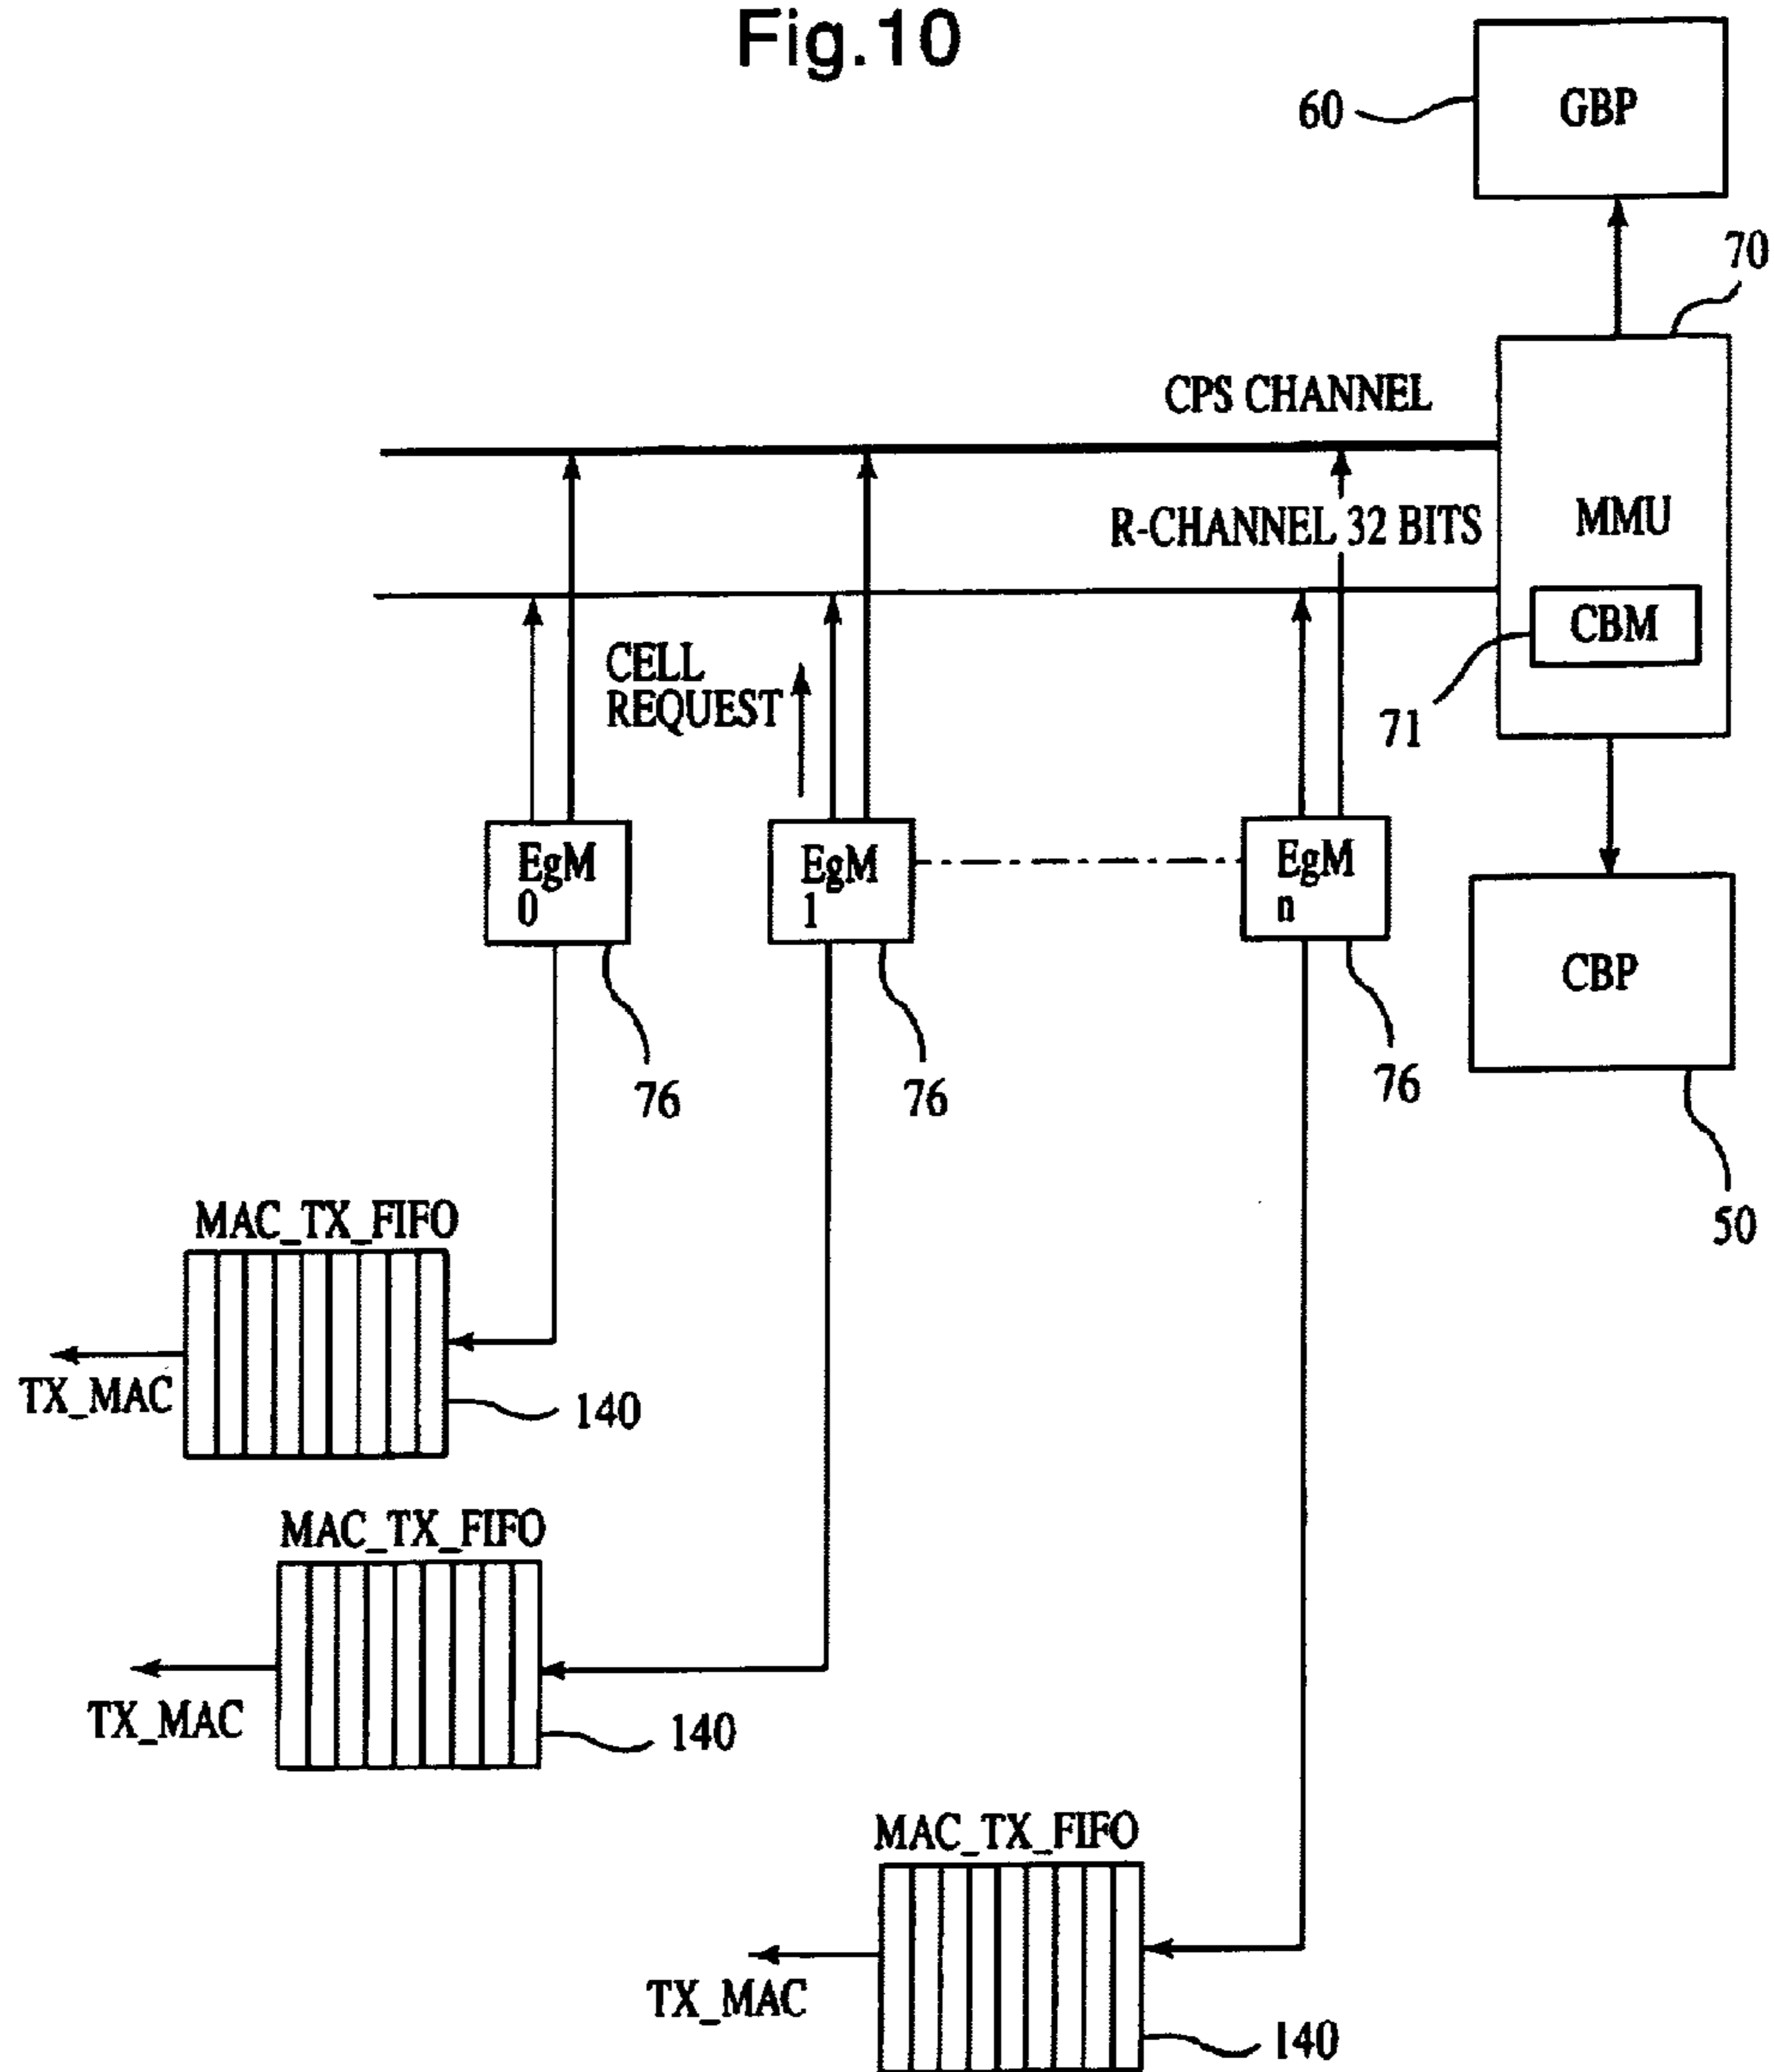 Fig.10
60
GBP
70
CPS CHANNEL
R-CHANNEL 32 BITS
MMU
CBM
71
CELL
REQUEST
EgM
0
EgM
1
EgM
n
76
76
76
CBP
50
MAC_TX_FIFO
TX_MAC
140
MAC_TX_FIFO
TX_MAC
140
MAC_TX_FIFO
TX_MAC
140